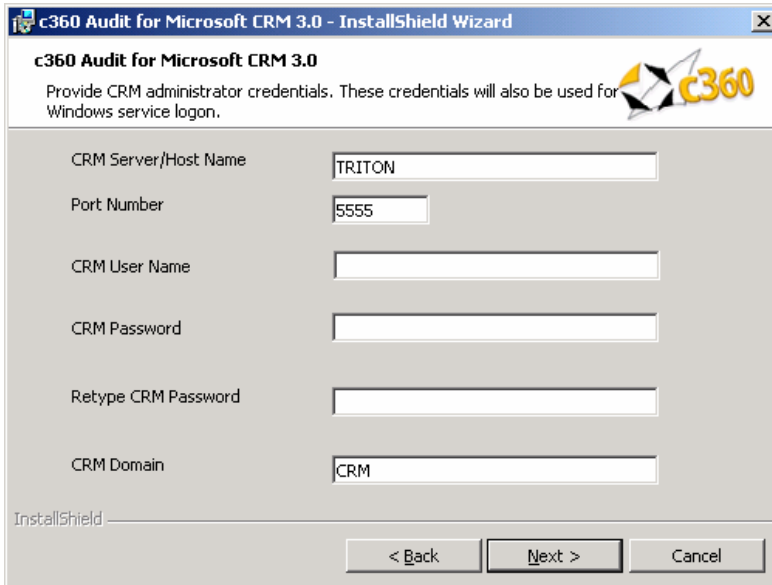 c360 Audit for Microsoft CRM 3.0 - InstallShield Wizard
c360 Audit for Microsoft CRM 3.0
Provide CRM administrator credentials. These credentials will also be used for
Windows service logon.
c360
CRM Server/Host Name
TRITON
Port Number
5555
CRM User Name
CRM Password
Retype CRM Password
CRM Domain
CRM
InstallShield
< Back
Next >
Cancel